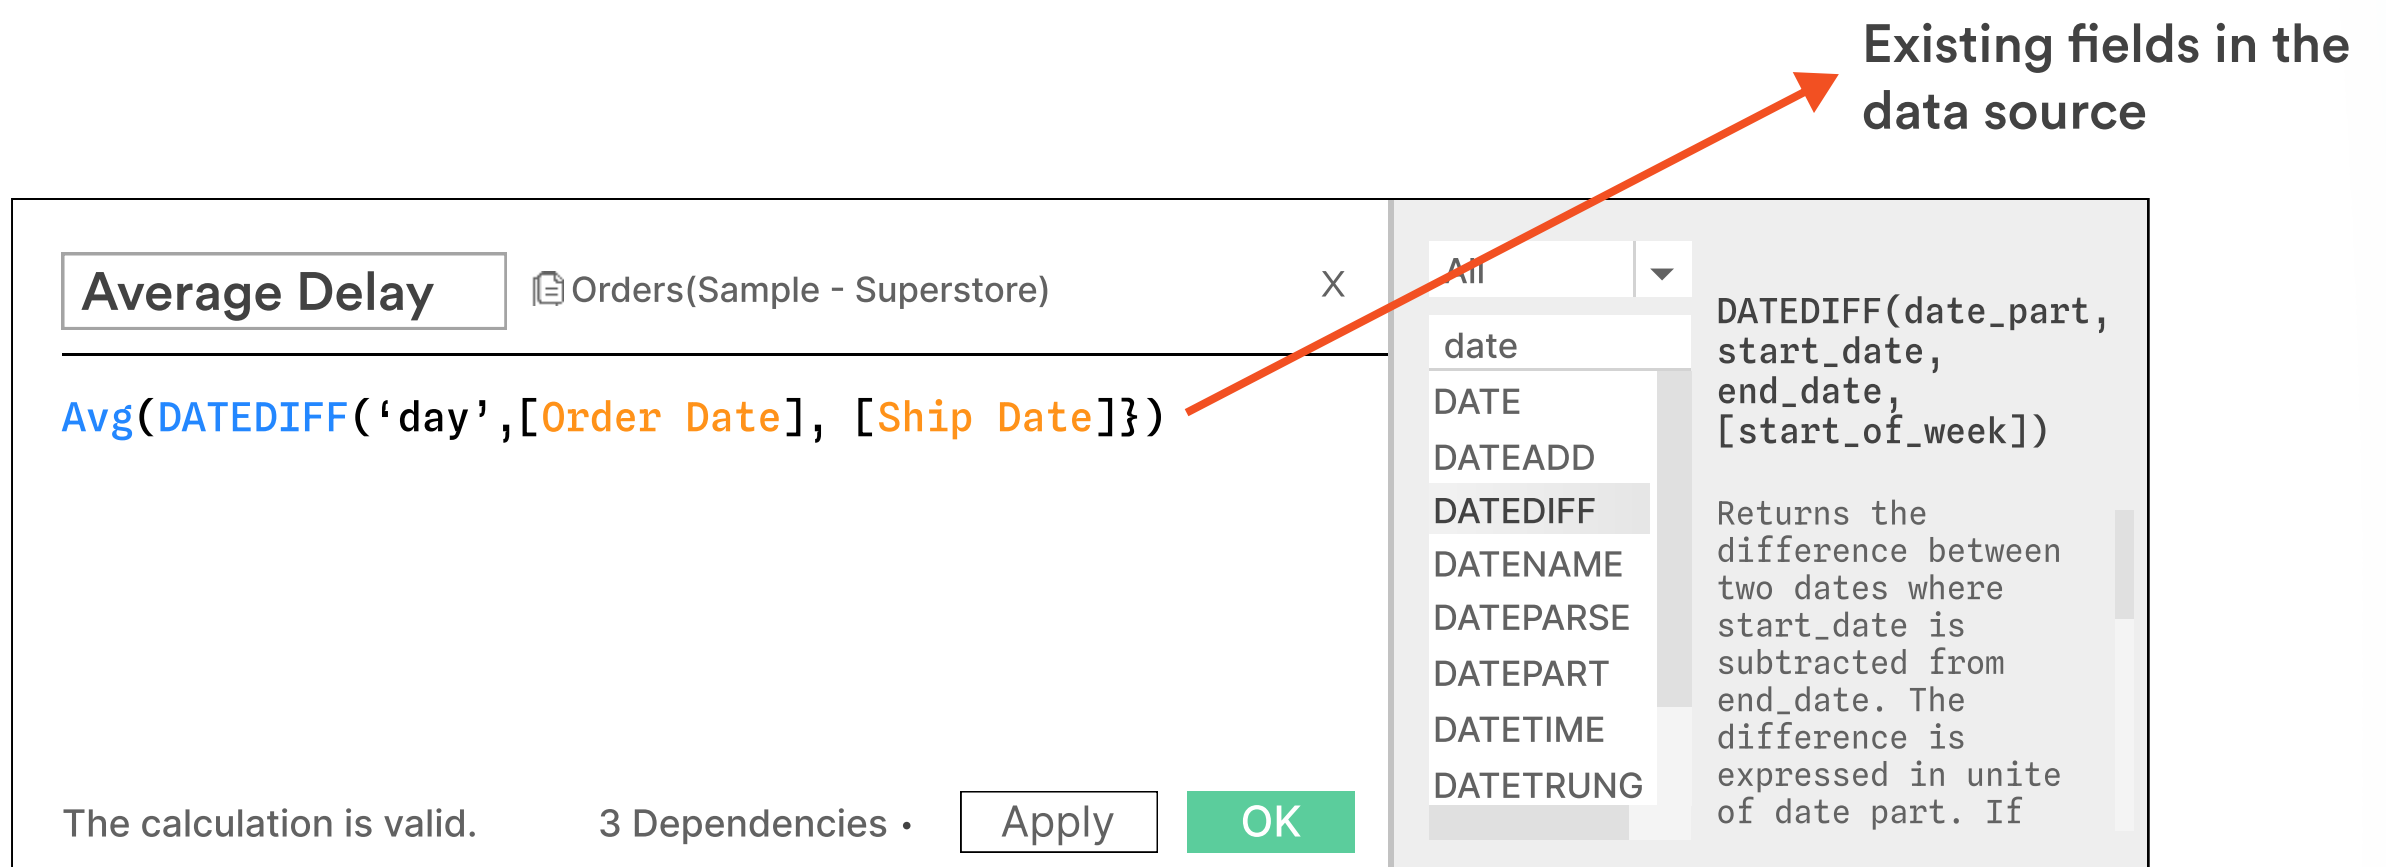 Existing fields in the
data source
Average Delay
Orders(Sample - Superstore)
X
Avg(DATEDIFF(‘day’,[Order Date], [Ship Date]})
The calculation is valid.
3 Dependencies •
Apply
OK
All
date
DATE
DATEADD
DATEDIFF
DATENAME
DATEPARSE
DATEPART
DATETIME
DATETRUNG
DATEDIFF(date_part,
start_date,
end_date,
[start_of_week])
Returns the
difference between
two dates where
start_date is
subtracted from
end_date. The
difference is
expressed in unite
of date part. If